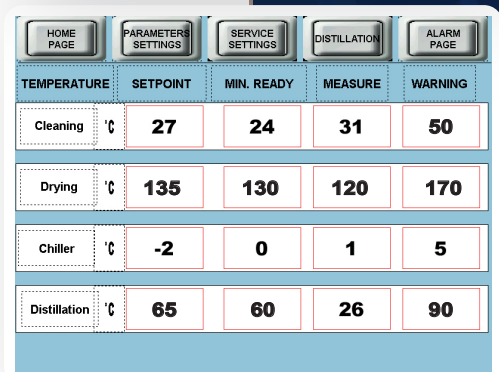 HOME PAGE PARAMETERS SETTINGS SERVICE SETTINGS DISTILLATION ALARM PAGE
TEMPERATURE SETPOINT MIN. READY MEASURE WARNING
Cleaning °C 27 24 31 50
Drying °C 135 130 120 170
Chiller °C -2 0 1 5
Distillation °C 65 60 26 90